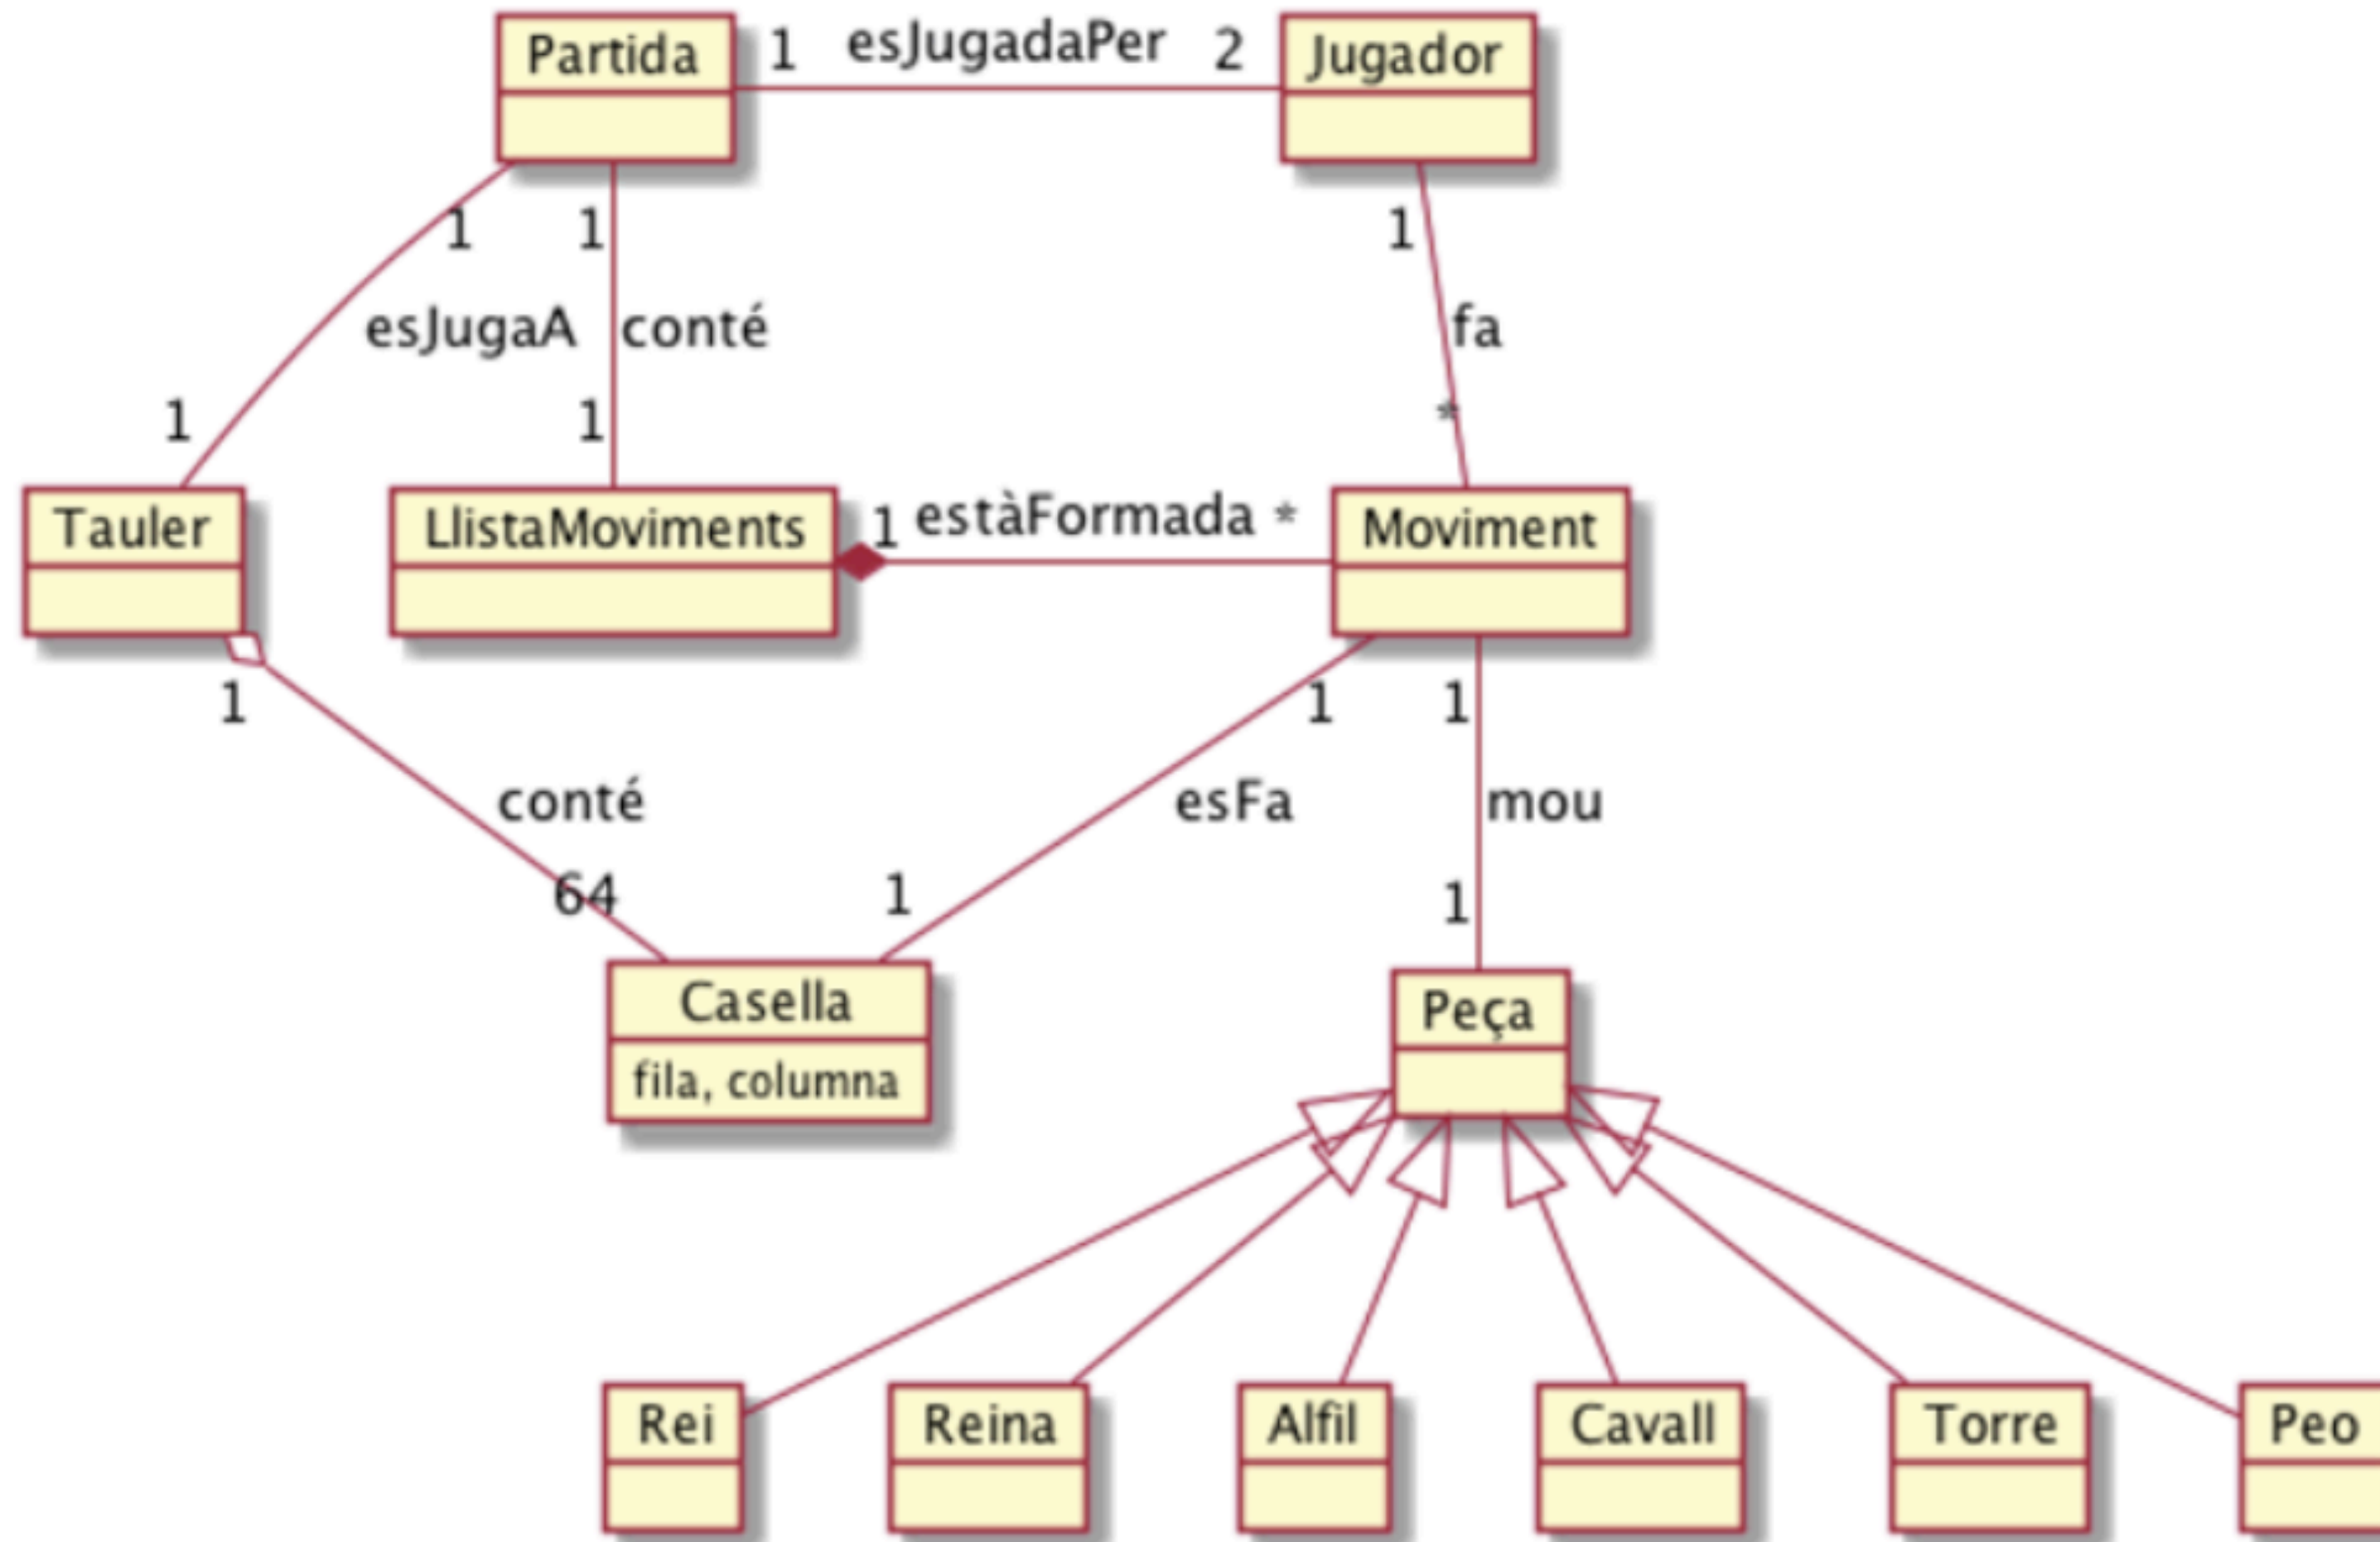 Partida
1 esJugadaPer 2
Jugador
1
1
1
esJugaA
conté
fa
1
1
*
Tauler
LlistaMoviments
1 estàFormada *
Moviment
1
1
1
conté
esFa
mou
64
1
1
Casella
fila, columna
Peça
Rei
Reina
Alfil
Cavall
Torre
Peo